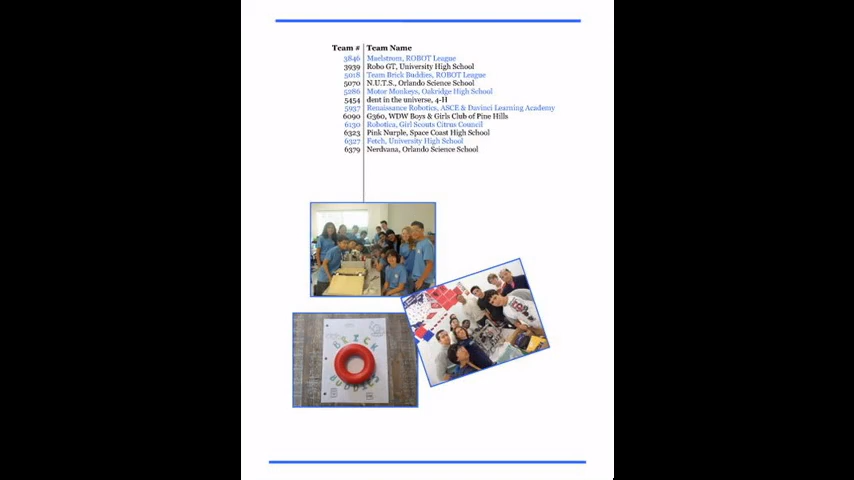 Team # Team Name
3846 Maelstrom, ROBOT League
3939 Robo GT, University High School
5018 Team Brick Buddies, ROBOT League
5070 N.U.T.S., Orlando Science School
5286 Motor Monkeys, Oakridge High School
5454 dent in the universe, 4-H
5937 Renaissance Robotics, ASCE & Davinci Learning Academy
6090 G360, WDW Boys & Girls Club of Pine Hills
6130 Robotica, Girl Scouts Citrus Council
6323 Pink Nurple, Space Coast High School
6327 Fetch, University High School
6379 Nerdvana, Orlando Science School
BRICK
BUDDIES